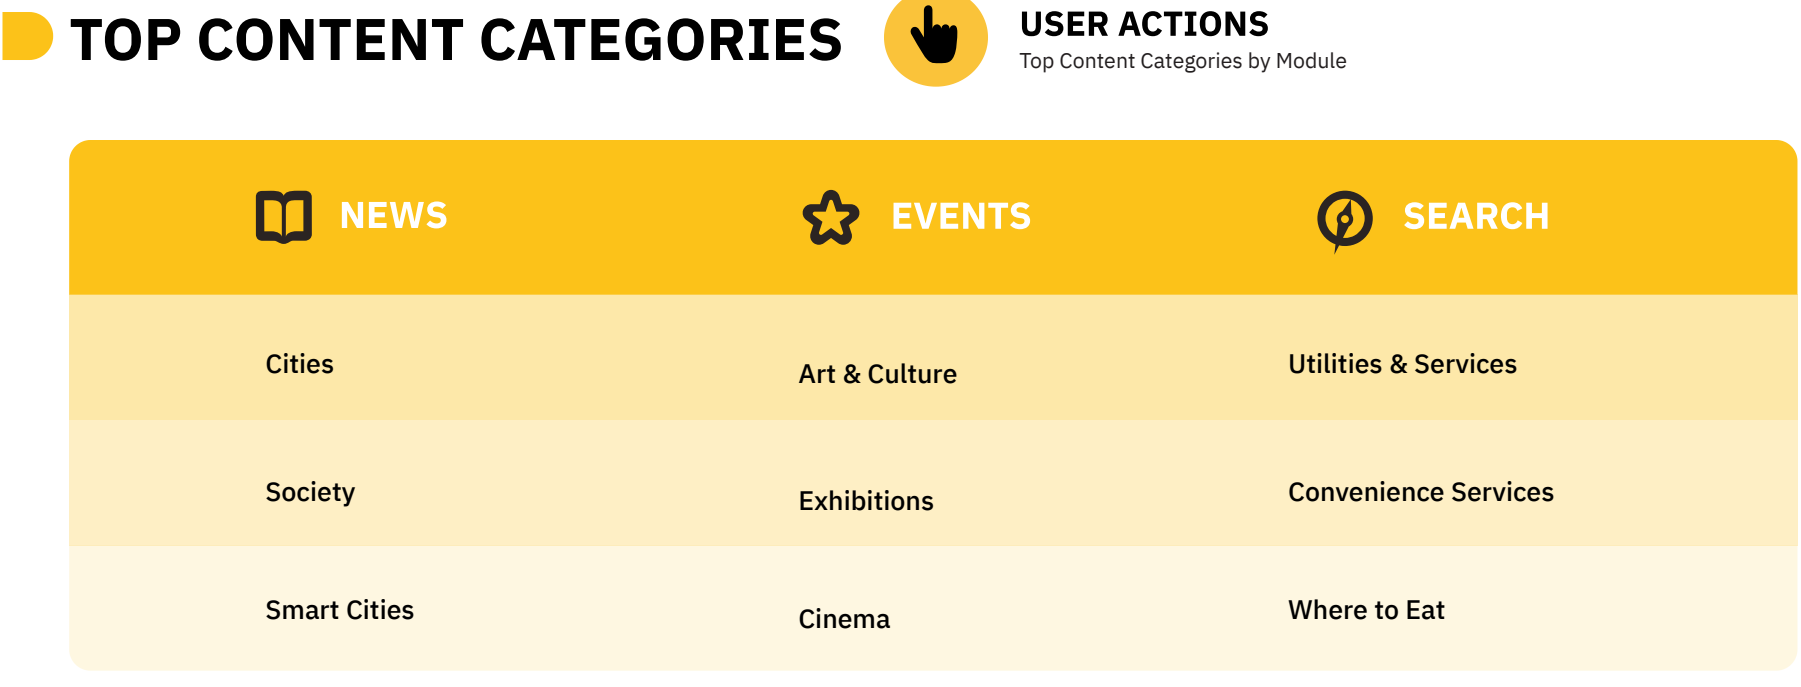 TOP CONTENT CATEGORIES
USER ACTIONS
Top Content Categories by Module
NEWS
EVENTS
SEARCH
Cities
Art & Culture
Utilities & Services
Society
Exhibitions
Convenience Services
Smart Cities
Cinema
Where to Eat